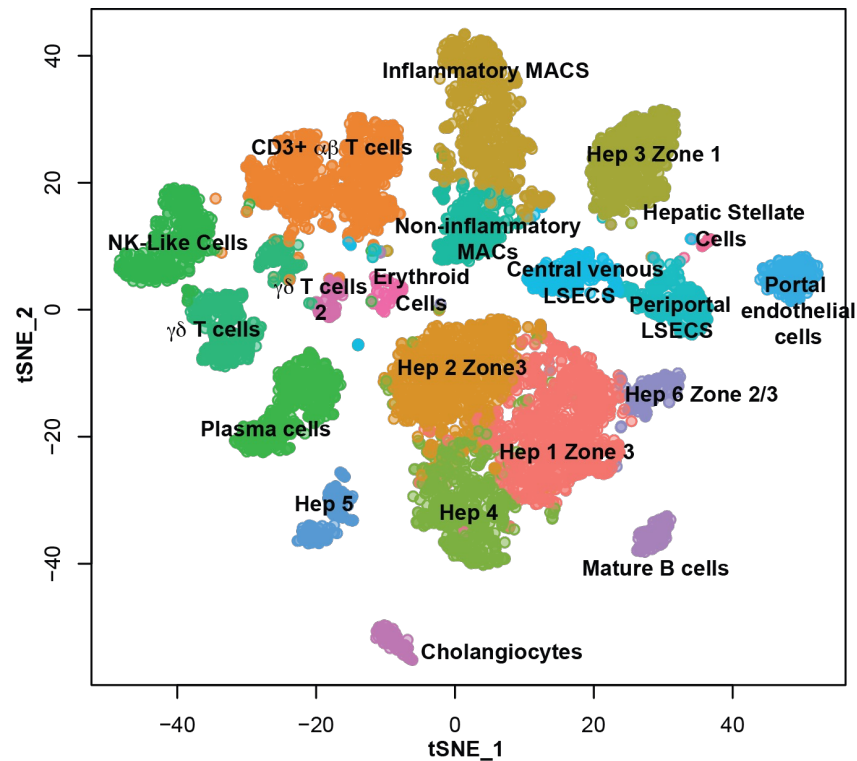 Inflammatory MACS
CD3+ αβ T cells
Hep 3 Zone 1
Hepatic Stellate
Cells
NK-Like Cells
Non-inflammatory
MACs
γδ T cells
2
Erythroid
Cells
Central venous
LSECS
Periportal
LSECS
Portal
endothelial
cells
γδ T cells
Hep 2 Zone3
Hep 6 Zone 2/3
Plasma cells
Hep 1 Zone 3
Hep 5
Hep 4
Mature B cells
Cholangiocytes
40
20
0
−20
−40
tSNE_2
−40
−20
0
20
40
tSNE_1